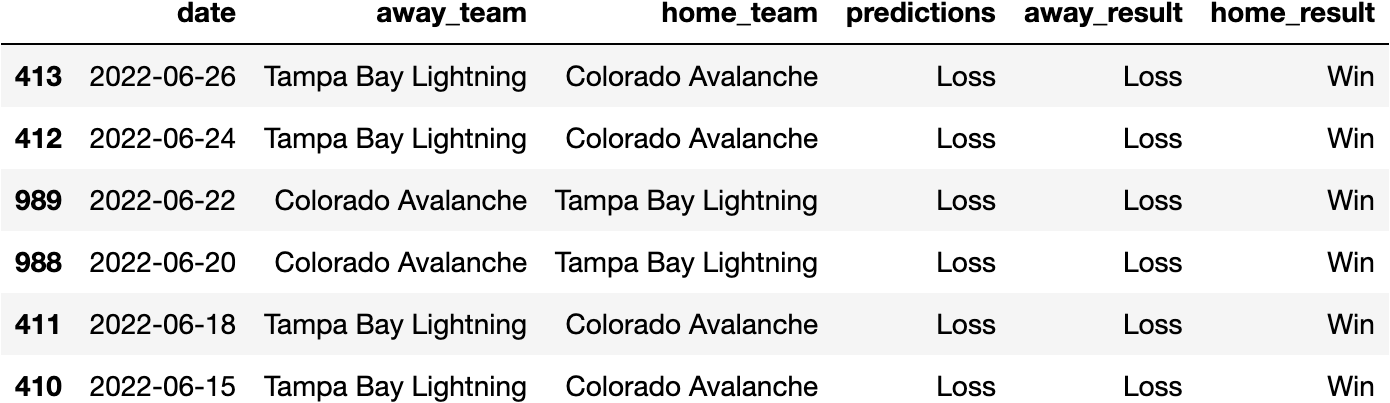 date away_team home_team predictions away_result home_result
413 2022-06-26 Tampa Bay Lightning Colorado Avalanche Loss Loss Win
412 2022-06-24 Tampa Bay Lightning Colorado Avalanche Loss Loss Win
989 2022-06-22 Colorado Avalanche Tampa Bay Lightning Loss Loss Win
988 2022-06-20 Colorado Avalanche Tampa Bay Lightning Loss Loss Win
411 2022-06-18 Tampa Bay Lightning Colorado Avalanche Loss Loss Win
410 2022-06-15 Tampa Bay Lightning Colorado Avalanche Loss Loss Win